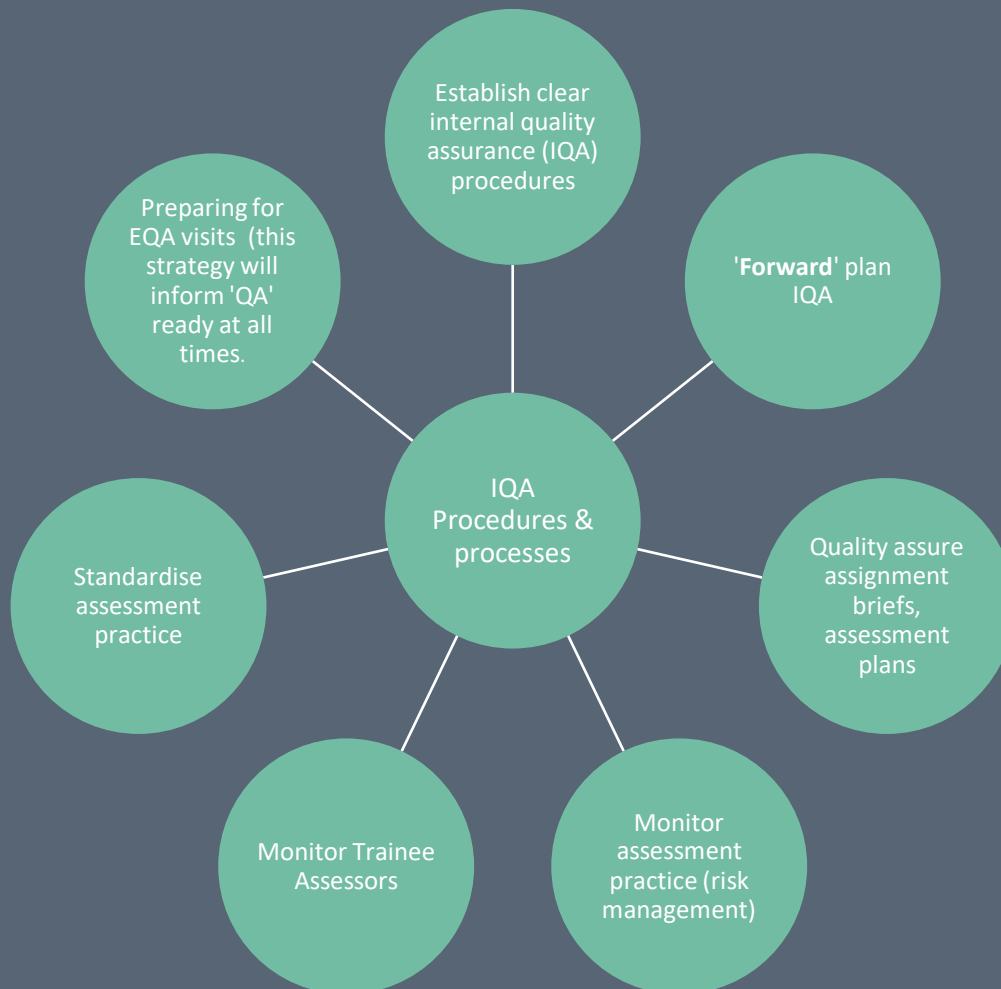 Establish clear
internal quality
assurance (IQA)
procedures
'Forward' plan
IQA
Quality assure
assignment
briefs,
assessment
plans
Monitor
assessment
practice (risk
management)
Monitor Trainee
Assessors
Standardise
assessment
practice
Preparing for
EQA visits  (this
strategy will
inform 'QA'
ready at all
times.
IQA
Procedures &
processes